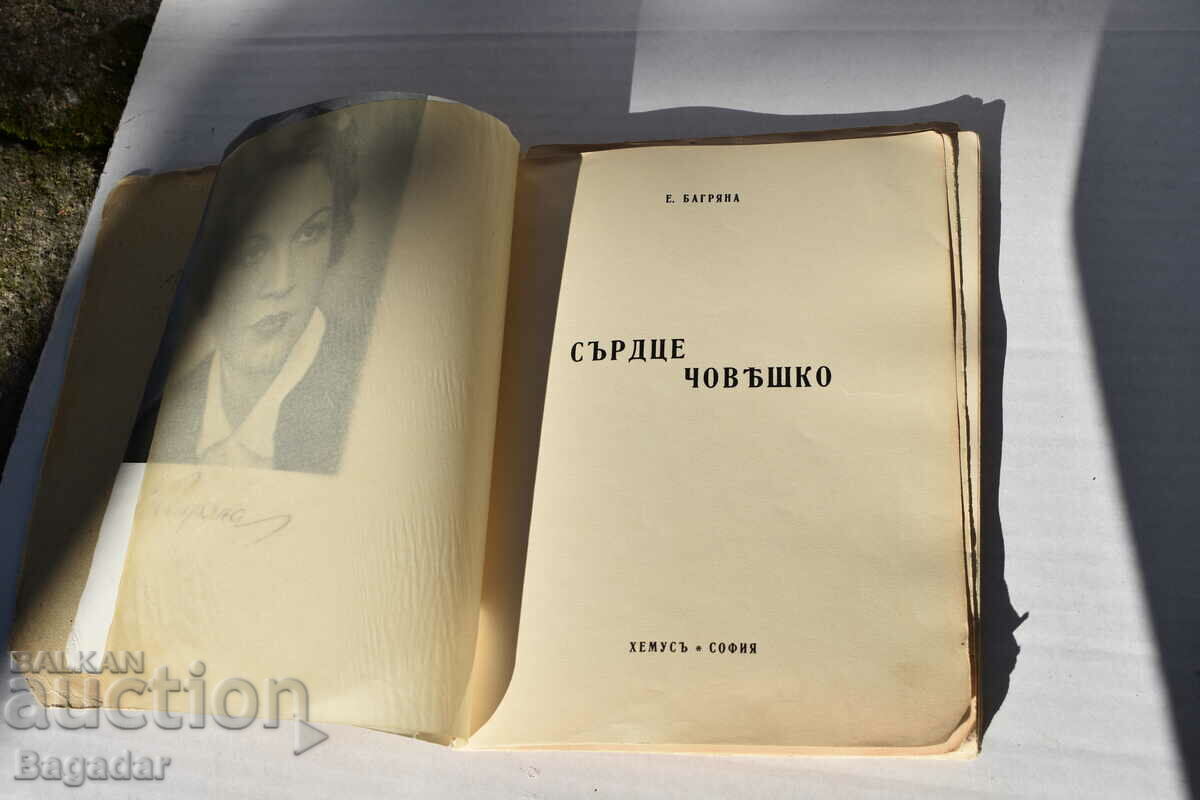 Е. БАГРЯНА
СЪРДЦЕ
ЧОВѢШКО
ХЕМУСЪ * СОФИЯ
BALKAN
auction
Bagadar